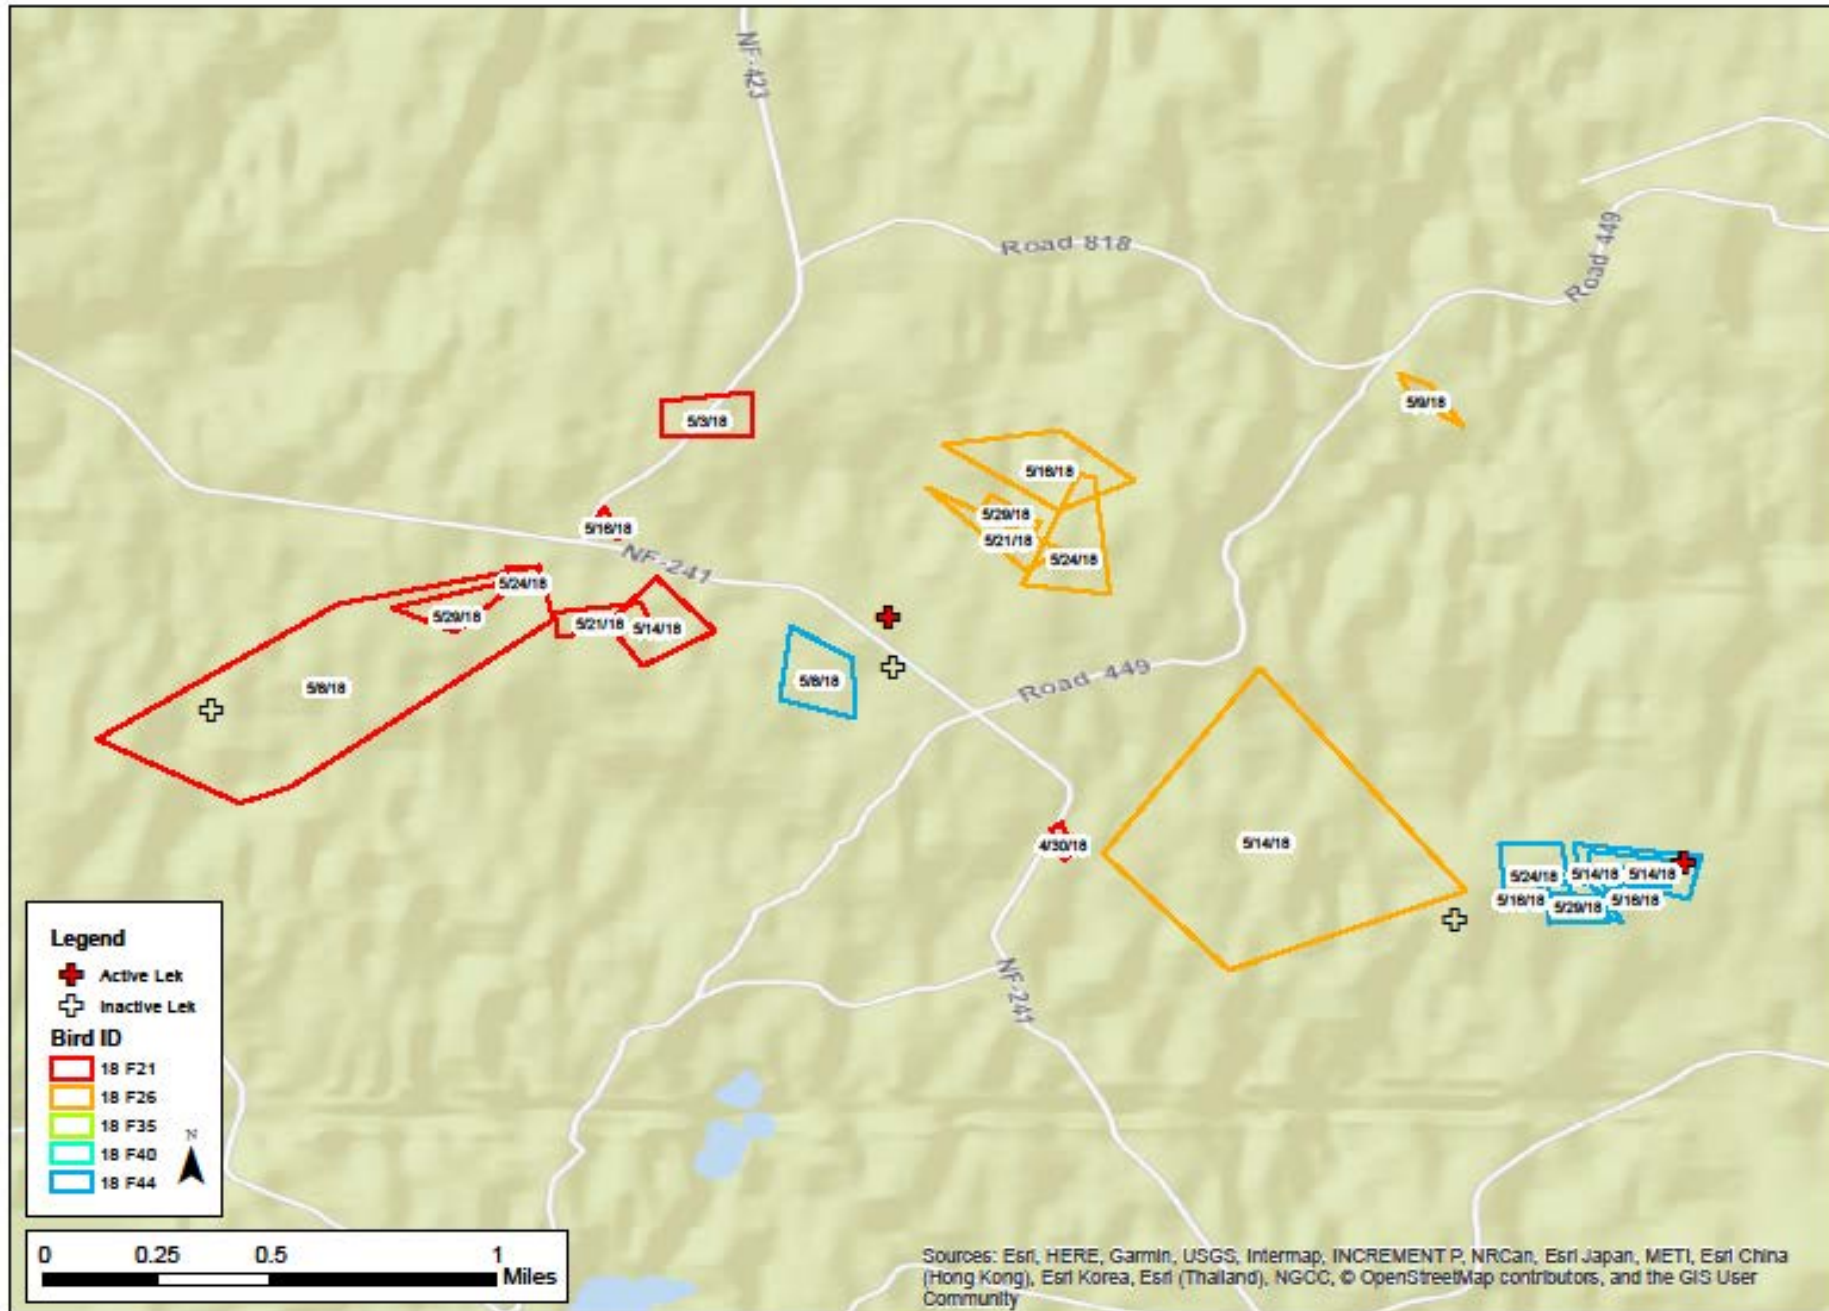 NF-423
Road 818
Road 449
5/9/18
5/3/18
5/16/18
5/16/18
5/29/18
5/21/18
5/24/18
NF-241
5/24/18
5/29/18
5/21/18
5/14/18
5/8/18
5/8/18
Road 449
4/30/18
5/14/18
5/24/18
5/14/18
5/14/18
5/16/18
5/29/18
5/16/18
NF-241
Legend
Active Lek
Inactive Lek
Bird ID
18 F21
18 F26
18 F35
18 F40
18 F44
N
0 0.25 0.5 1
Miles
Sources: Esri, HERE, Garmin, USGS, Intermap, INCREMENT P, NRCan, Esri Japan, METI, Esri China
(Hong Kong), Esri Korea, Esri (Thailand), NGCC, © OpenStreetMap contributors, and the GIS User
Community